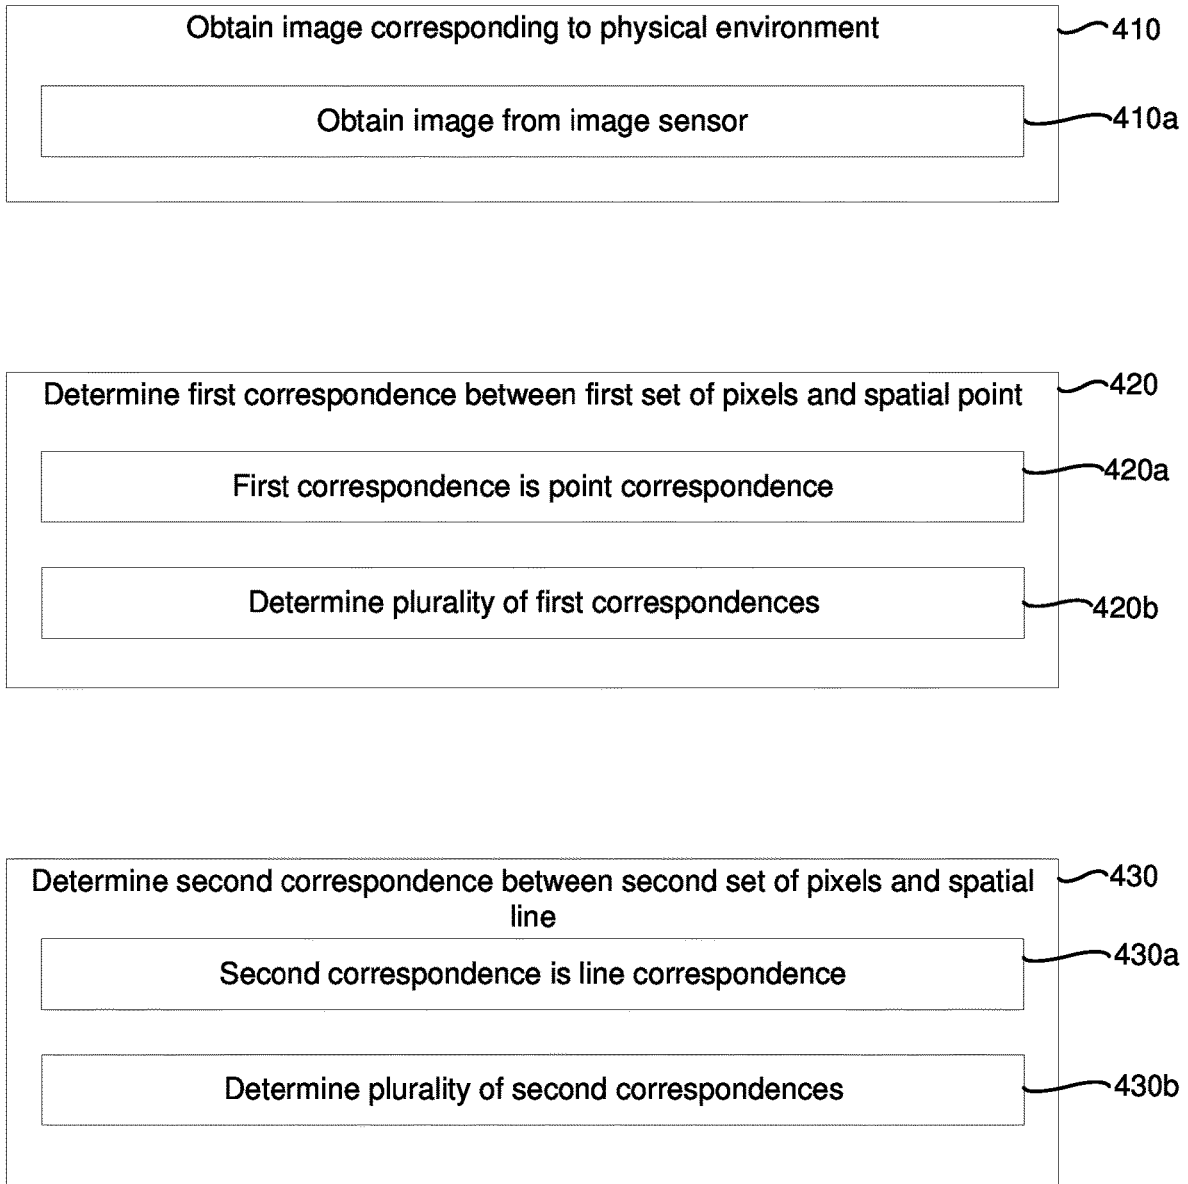 Obtain image corresponding to physical environment
410
Obtain image from image sensor
410a
Determine first correspondence between first set of pixels and spatial point
420
First correspondence is point correspondence
420a
Determine plurality of first correspondences
420b
Determine second correspondence between second set of pixels and spatial
line
430
Second correspondence is line correspondence
430a
Determine plurality of second correspondences
430b